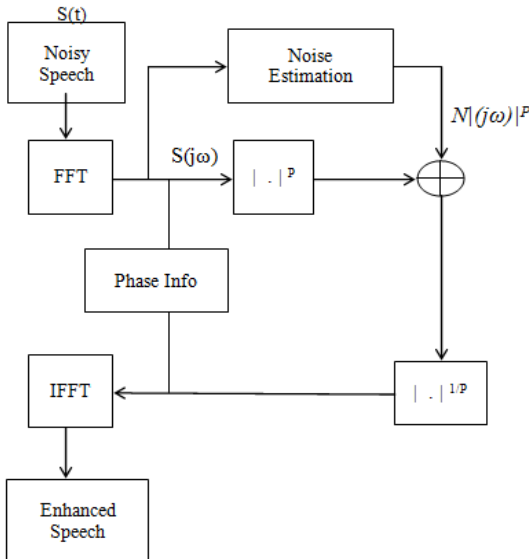 S(t)
Noisy
Speech
Noise
Estimation
N|(jω)|ᴾ
FFT
S(jω)
| . | ᴾ
Phase Info
IFFT
| . | ¹/ᴾ
Enhanced
Speech